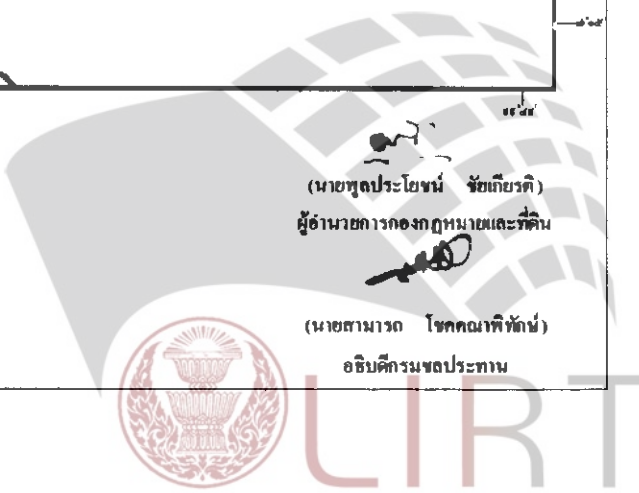 (นายพูลประโยชน์ ชัยเกียรติ)
ผู้อำนวยการกองกฎหมายและที่ดิน
(นายสามารถ โชคคณาพิทักษ์)
อธิบดีกรมชลประทาน
LIRT